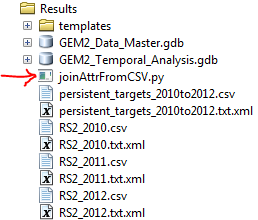 Results
templates
GEM2_Data_Master.gdb
GEM2_Temporal_Analysis.gdb
joinAttrFromCSV.py
persistent_targets_2010to2012.csv
persistent_targets_2010to2012.txt.xml
RS2_2010.csv
RS2_2010.txt.xml
RS2_2011.csv
RS2_2011.txt.xml
RS2_2012.csv
RS2_2012.txt.xml